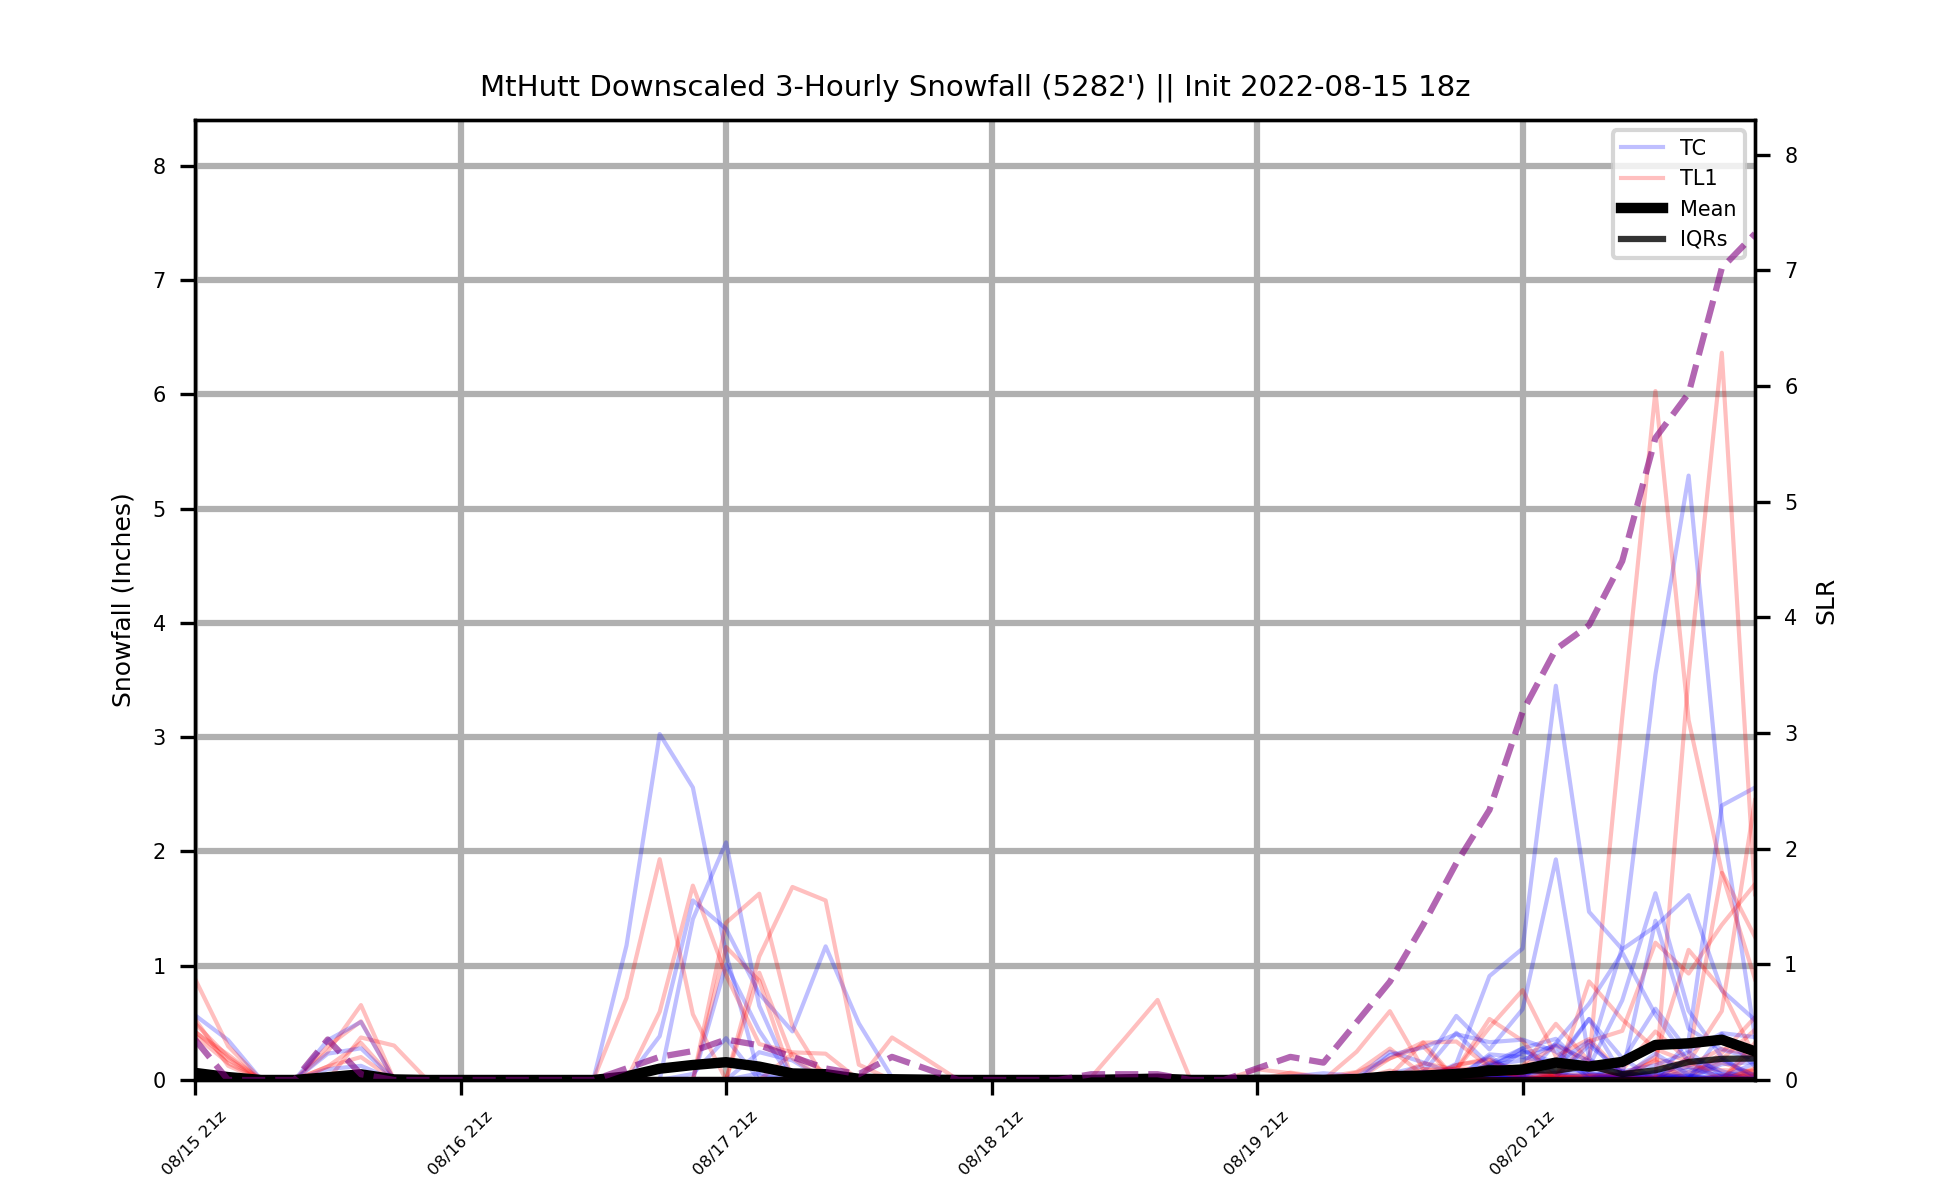 MtHutt Downscaled 3-Hourly Snowfall (5282') || Init 2022-08-15 18z
TC
TL1
Mean
IQRs
Snowfall (Inches)
8
7
6
5
4
3
2
1
0
8
7
6
5
4
3
2
1
0
SLR
08/15 21z
08/16 21z
08/17 21z
08/18 21z
08/19 21z
08/20 21z